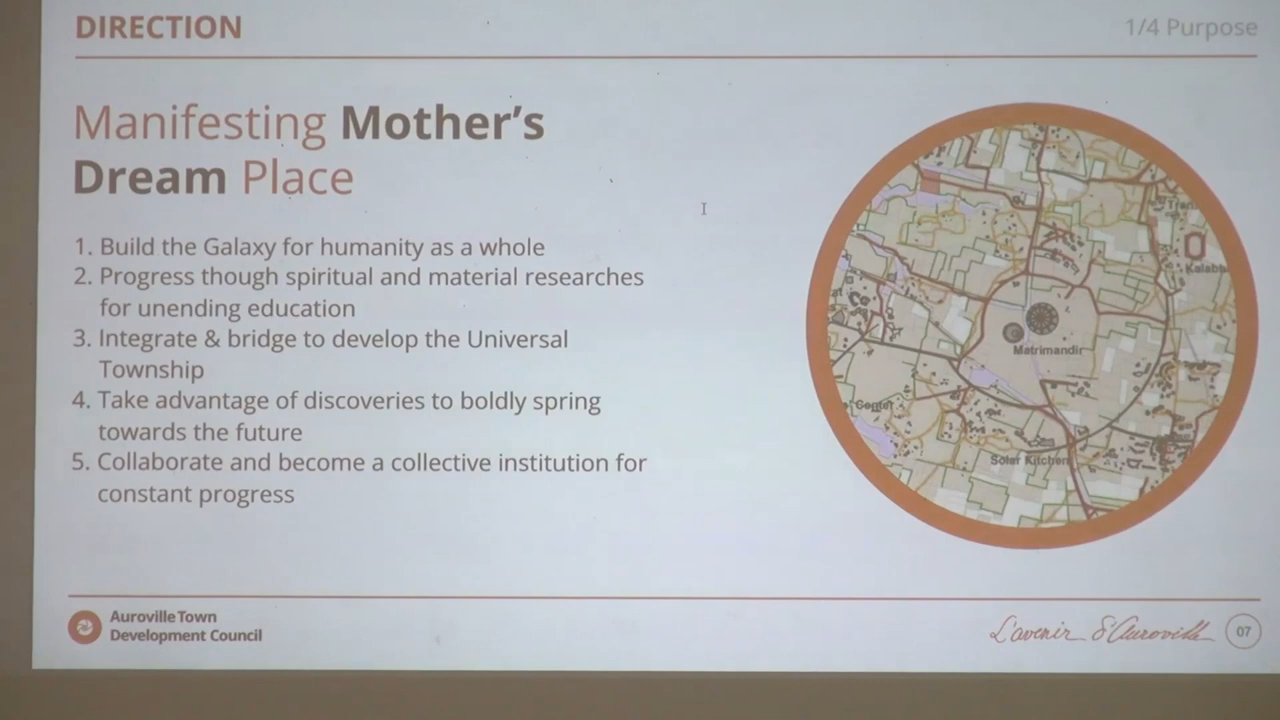 DIRECTION
1/4 Purpose
Manifesting Mother's
Dream Place
1. Build the Galaxy for humanity as a whole
2. Progress though spiritual and material researches
for unending education
3. Integrate & bridge to develop the Universal
Township
4. Take advantage of discoveries to boldly spring
towards the future
5. Collaborate and become a collective institution for
constant progress
Matrimandir
Center
Solar Kitchen
Auroville Town
Development Council
L'avenir d'Auroville
07